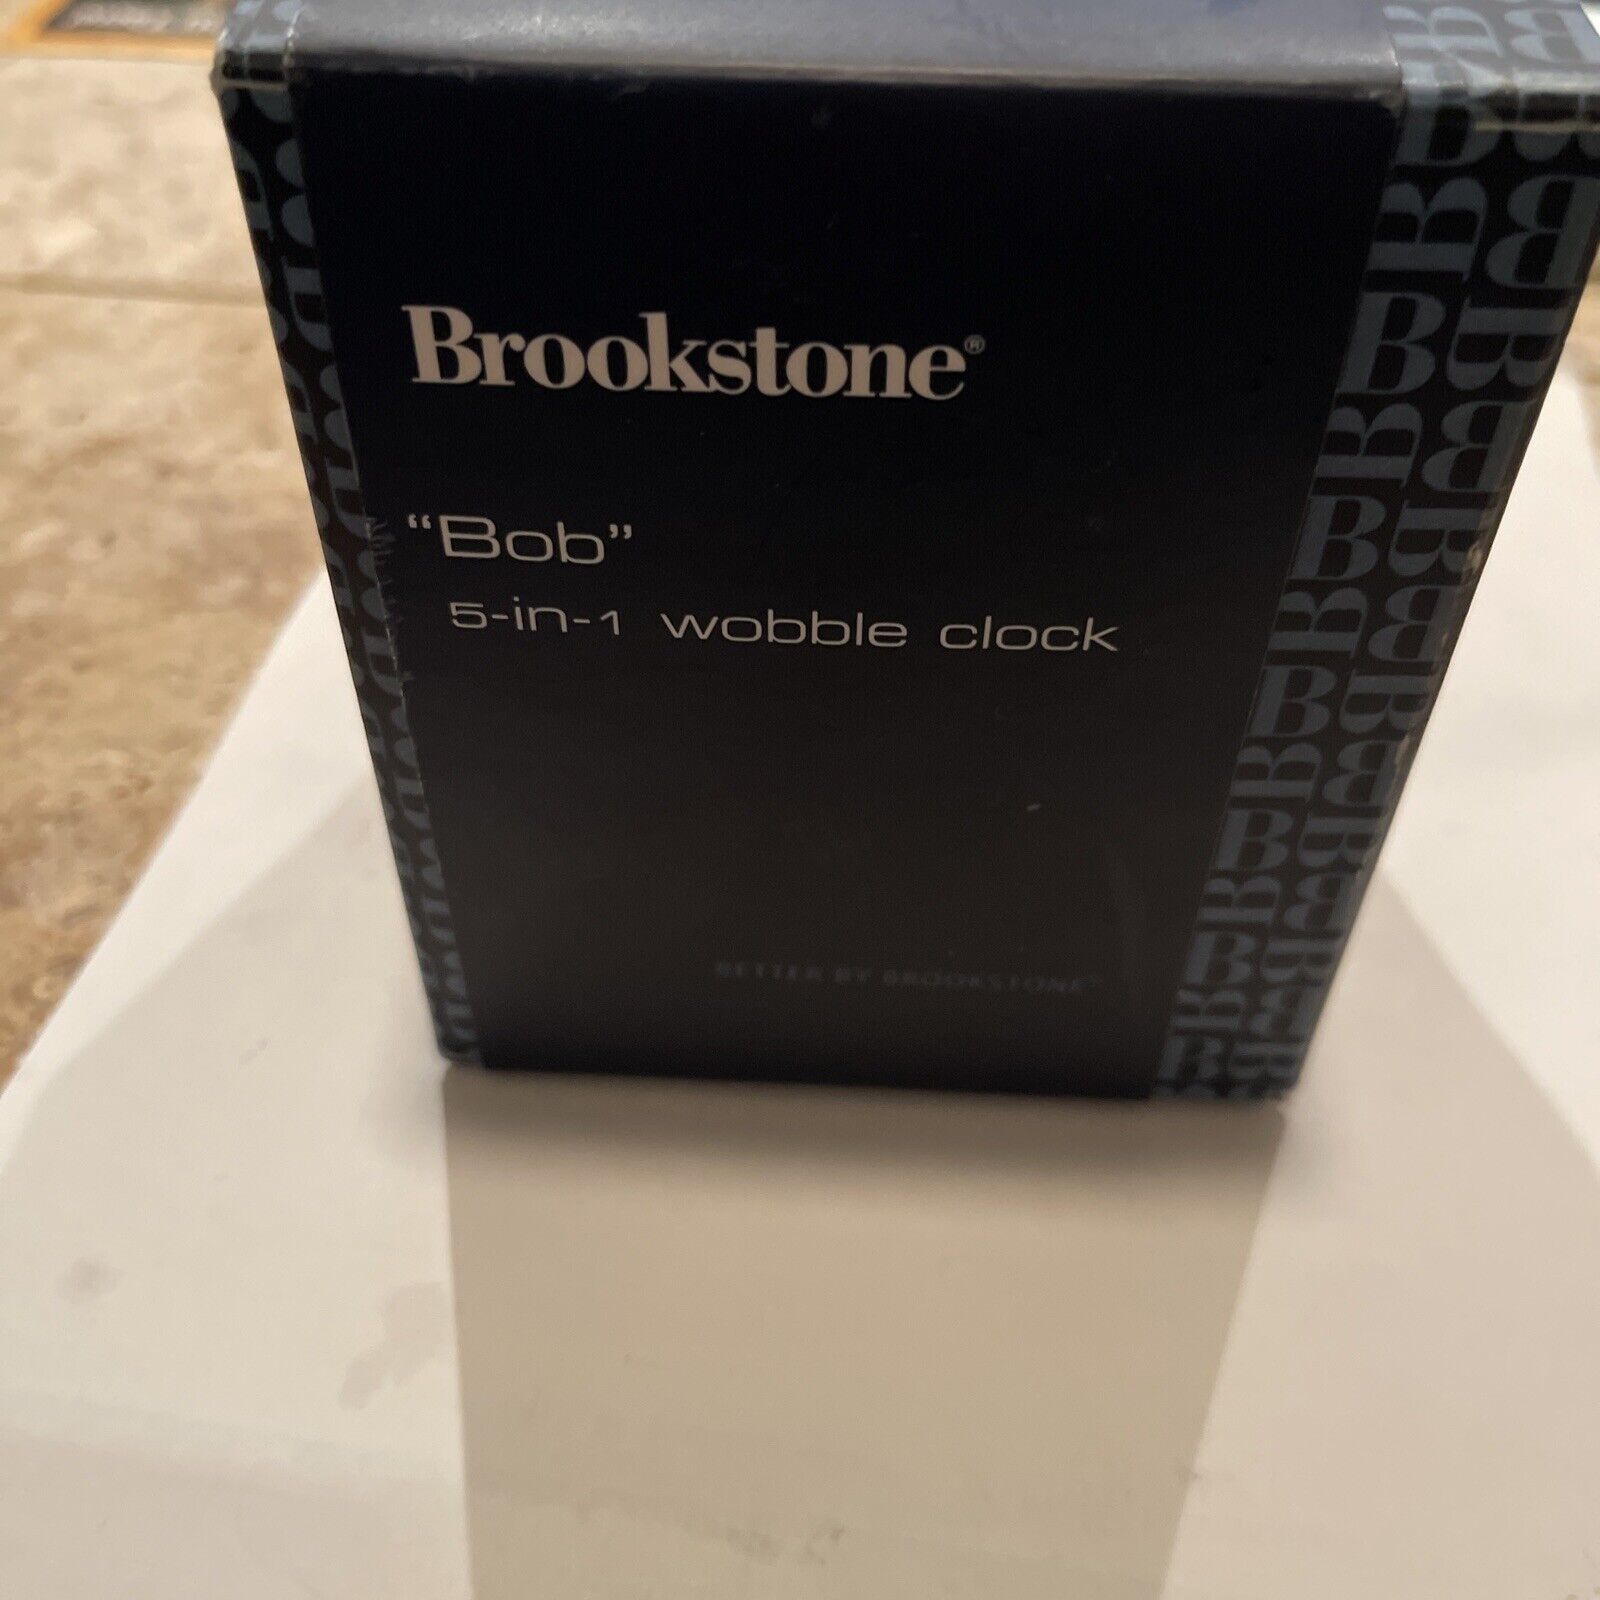 Brookstone®
“Bob”
5-in-1 wobble clock
BETTER BY BROOKSTONE®